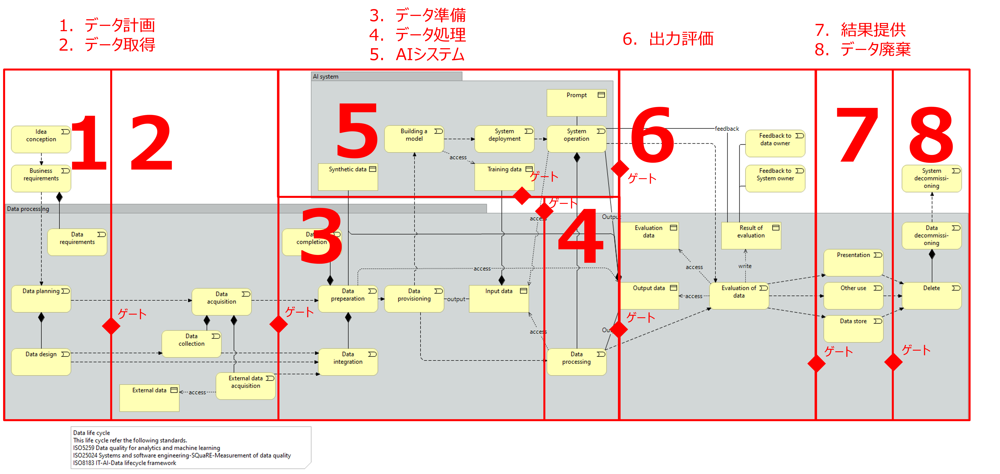 1. データ計画
2. データ取得
3. データ準備
4. データ処理
5. AIシステム
6. 出力評価
7. 結果提供
8. データ廃棄
AI system
Prompt
1
2
5
6
7
8
Idea
conception
Building a
model
System
deployment
System
operation
feedback
Feedback to
data owner
access
Business
requirements
Synthetic data
Training data
ゲート
ゲート
Feedback to
System owner
System
decommissi-
oning
ゲート
Data processing
3
4
access
Output
Data
requirements
Data
completion
Evaluation
data
Result of
evaluation
Data
decommissi-
oning
access
access
write
Presentation
Data planning
Data
acquisition
Data
prepearation
Data
provisioning
output
Input data
Output data
access
Evaluation of
data
Other use
Delete
ゲート
ゲート
ゲート
Data store
access
Data
collection
Data design
Data
integration
Data
processing
ゲート
ゲート
External data
acquisition
External data
access
Data life cycle
This life cycle refer the following standards.
ISO5259 Data quality for analytics and machine learning
ISO25024 Systems and software engineering-SQuaRE-Measurement of data quality
ISO8183 IT-AI-Data lifecycle framework